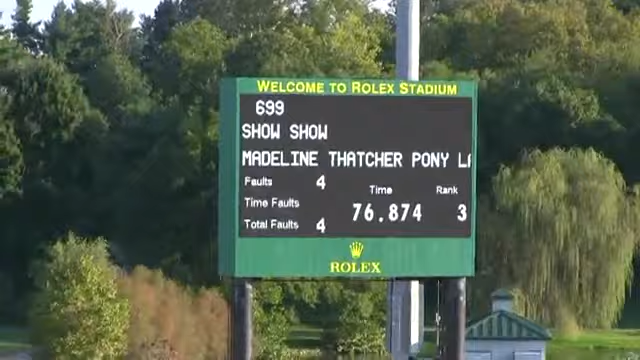 WELCOME TO ROLEX STADIUM
699
SHOW SHOW
MADELINE THATCHER PONY LA
Faults 4
Time Rank
Time Faults
76.874 3
Total Faults 4
ROLEX